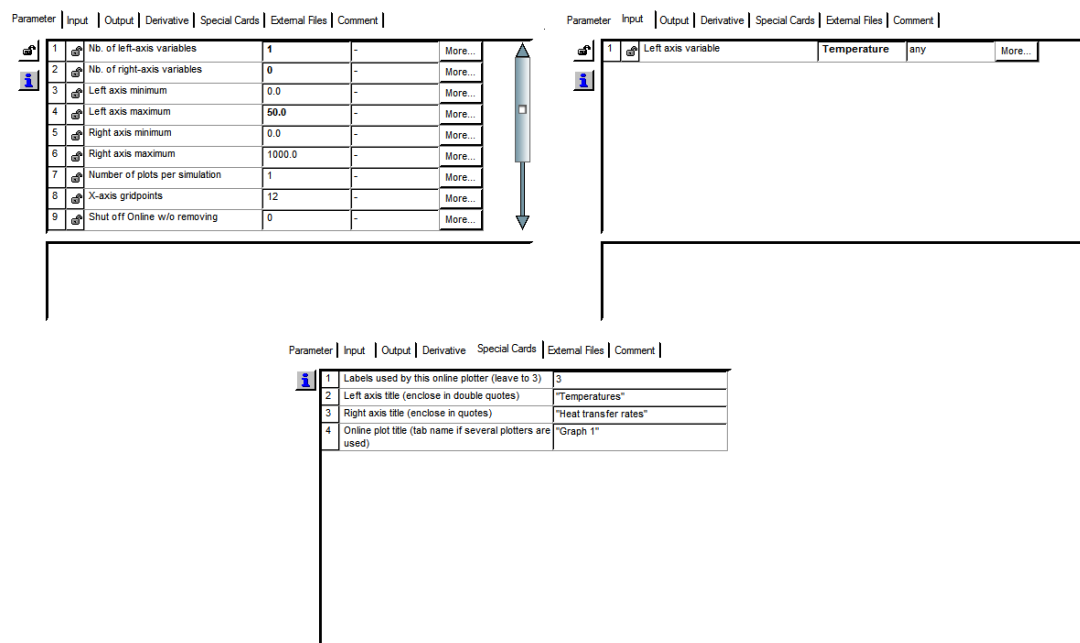 Parameter Input Output Derivative Special Cards External Files Comment
1 Nb. of left-axis variables 1 - More...
2 Nb. of right-axis variables 0 - More...
3 Left axis minimum 0.0 - More...
4 Left axis maximum 50.0 - More...
5 Right axis minimum 0.0 - More...
6 Right axis maximum 1000.0 - More...
7 Number of plots per simulation 1 - More...
8 X-axis gridpoints 12 - More...
9 Shut off Online w/o removing 0 - More...
Parameter Input Output Derivative Special Cards External Files Comment
1 Left axis variable Temperature any More...
Parameter Input Output Derivative Special Cards External Files Comment
1 Labels used by this online plotter (leave to 3) 3
2 Left axis title (enclose in double quotes) "Temperatures"
3 Right axis title (enclose in quotes) "Heat transfer rates"
4 Online plot title (tab name if several plotters are "Graph 1"
used)